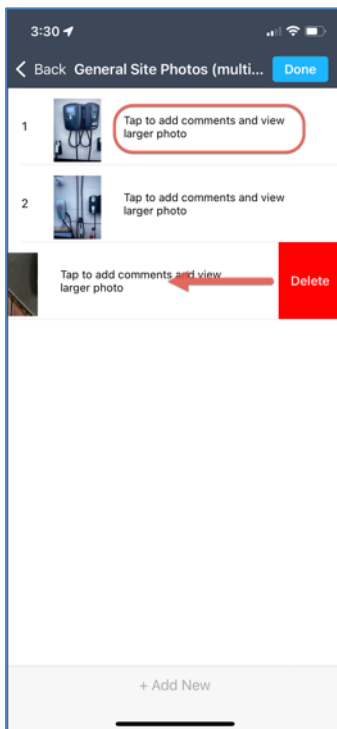 3:30
Back General Site Photos (multi... Done
1
Tap to add comments and view
larger photo
2
Tap to add comments and view
larger photo
Tap to add comments and view
larger photo
Delete
+ Add New